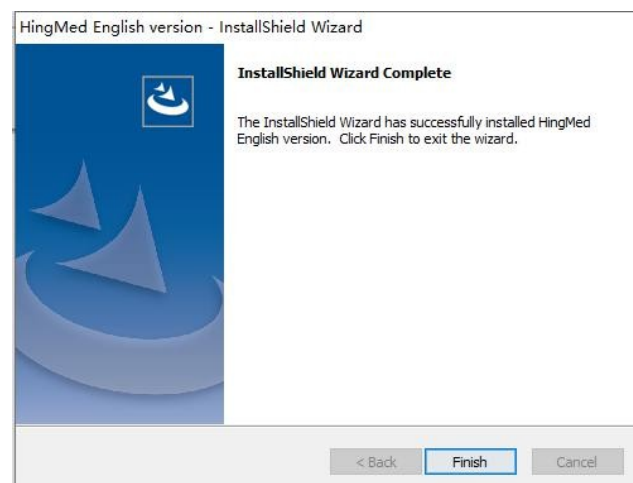 HingMed English version - InstallShield Wizard
InstallShield Wizard Complete
The InstallShield Wizard has successfully installed HingMed
English version. Click Finish to exit the wizard.
< Back
Finish
Cancel